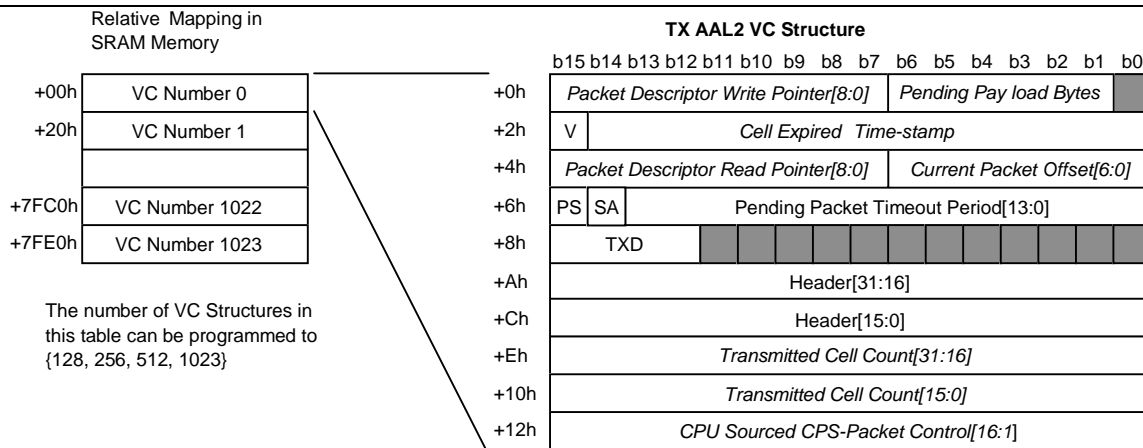 Relative Mapping in
SRAM Memory
+00h VC Number 0
+20h VC Number 1
+7FC0h VC Number 1022
+7FE0h VC Number 1023
The number of VC Structures in
this table can be programmed to
{128, 256, 512, 1023}
TX AAL2 VC Structure
b15 b14 b13 b12 b11 b10 b9 b8 b7 b6 b5 b4 b3 b2 b1 b0
+0h Packet Descriptor Write Pointer[8:0] Pending Pay load Bytes
+2h V Cell Expired Time-stamp
+4h Packet Descriptor Read Pointer[8:0] Current Packet Offset[6:0]
+6h PS SA Pending Packet Timeout Period[13:0]
+8h TXD
+Ah Header[31:16]
+Ch Header[15:0]
+Eh Transmitted Cell Count[31:16]
+10h Transmitted Cell Count[15:0]
+12h CPU Sourced CPS-Packet Control[16:1]